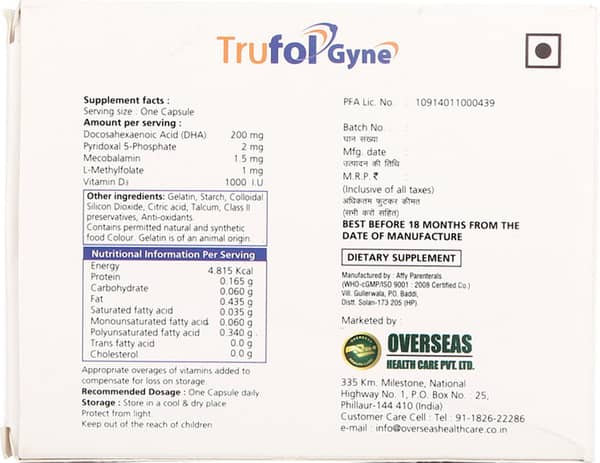 Trufol Gyne
Supplement facts :
Serving size : One Capsule
Amount per serving :
Docosahexaenoic Acid (DHA) 200 mg
Pyridoxal 5-Phosphate 2 mg
Mecobalamin 1.5 mg
L-Methylfolate 1 mg
Vitamin D3 1000 I.U
Other ingredients: Gelatin, Starch, Colloidal
Silicon Dioxide, Citric acid, Talcum, Class II
preservatives, Anti-oxidants.
Contains permitted natural and synthetic
food Colour. Gelatin is of an animal origin.
Nutritional Information Per Serving
Energy 4.815 Kcal
Protein 0.165 g
Carbohydrate 0.060 g
Fat 0.435 g
Saturated fatty acid 0.035 g
Monounsaturated fatty acid 0.060 g
Polyunsaturated fatty acid 0.340 g
Trans fatty acid 0.0 g
Cholesterol 0.0 g
Appropriate overages of vitamins added to
compensate for loss on storage.
Recommended Dosage : One Capsule daily
Storage : Store in a cool & dry place
Protect from light.
Keep out of the reach of children
PFA Lic. No. : 10914011000439
Batch No :
घान संख्या
Mfg. date :
उत्पादन की तिथि
M.R.P. ₹ :
(Inclusive of all taxes)
अधिकतम फुटकर कीमत
(सभी करों सहित)
BEST BEFORE 18 MONTHS FROM THE
DATE OF MANUFACTURE
DIETARY SUPPLEMENT
Manufactured by : Affy Parenterals
(WHO-cGMP/ISO 9001 : 2008 Certified Co.)
Vill. Gullerwala, P.O. Baddi,
Distt. Solan-173 205 (HP)
Marketed by :
OVERSEAS
HEALTH CARE PVT. LTD.
335 Km. Milestone, National
Highway No. 1, P.O. Box No. : 25,
Phillaur-144 410 (India)
Customer Care Cell : Tel : 91-1826-22286
e-mail : info@overseashealthcare.co.in